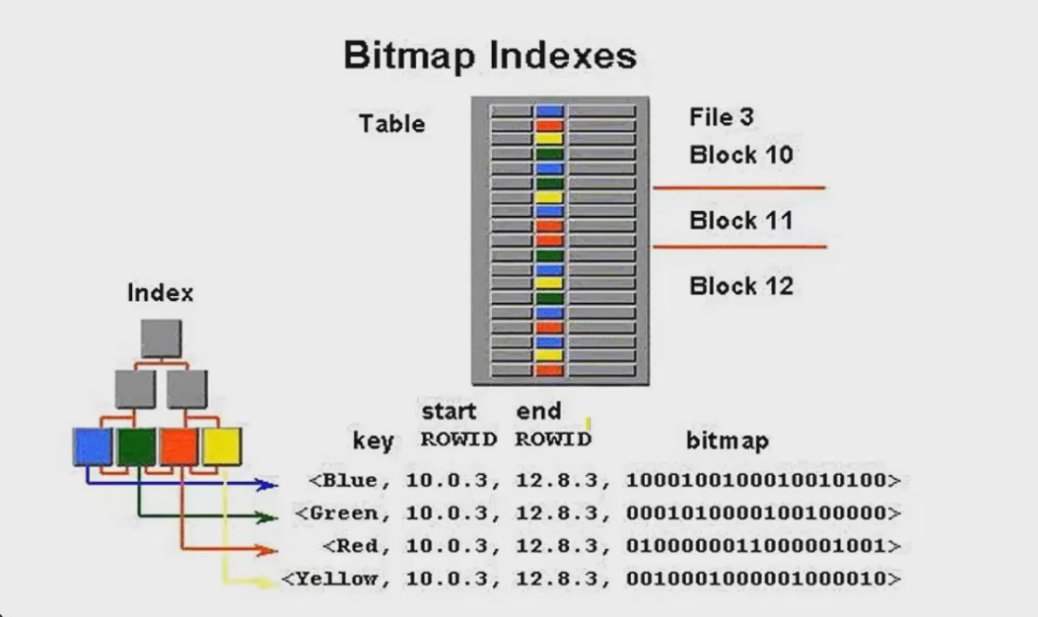 Bitmap Indexes
Table
File 3
Block 10
Block 11
Block 12
Index
start end
key ROWID ROWID bitmap
<Blue, 10.0.3, 12.8.3, 1000100100010010100>
<Green, 10.0.3, 12.8.3, 0001010000100100000>
<Red, 10.0.3, 12.8.3, 0100000011000001001>
<Yellow, 10.0.3, 12.8.3, 0010001000001000010>